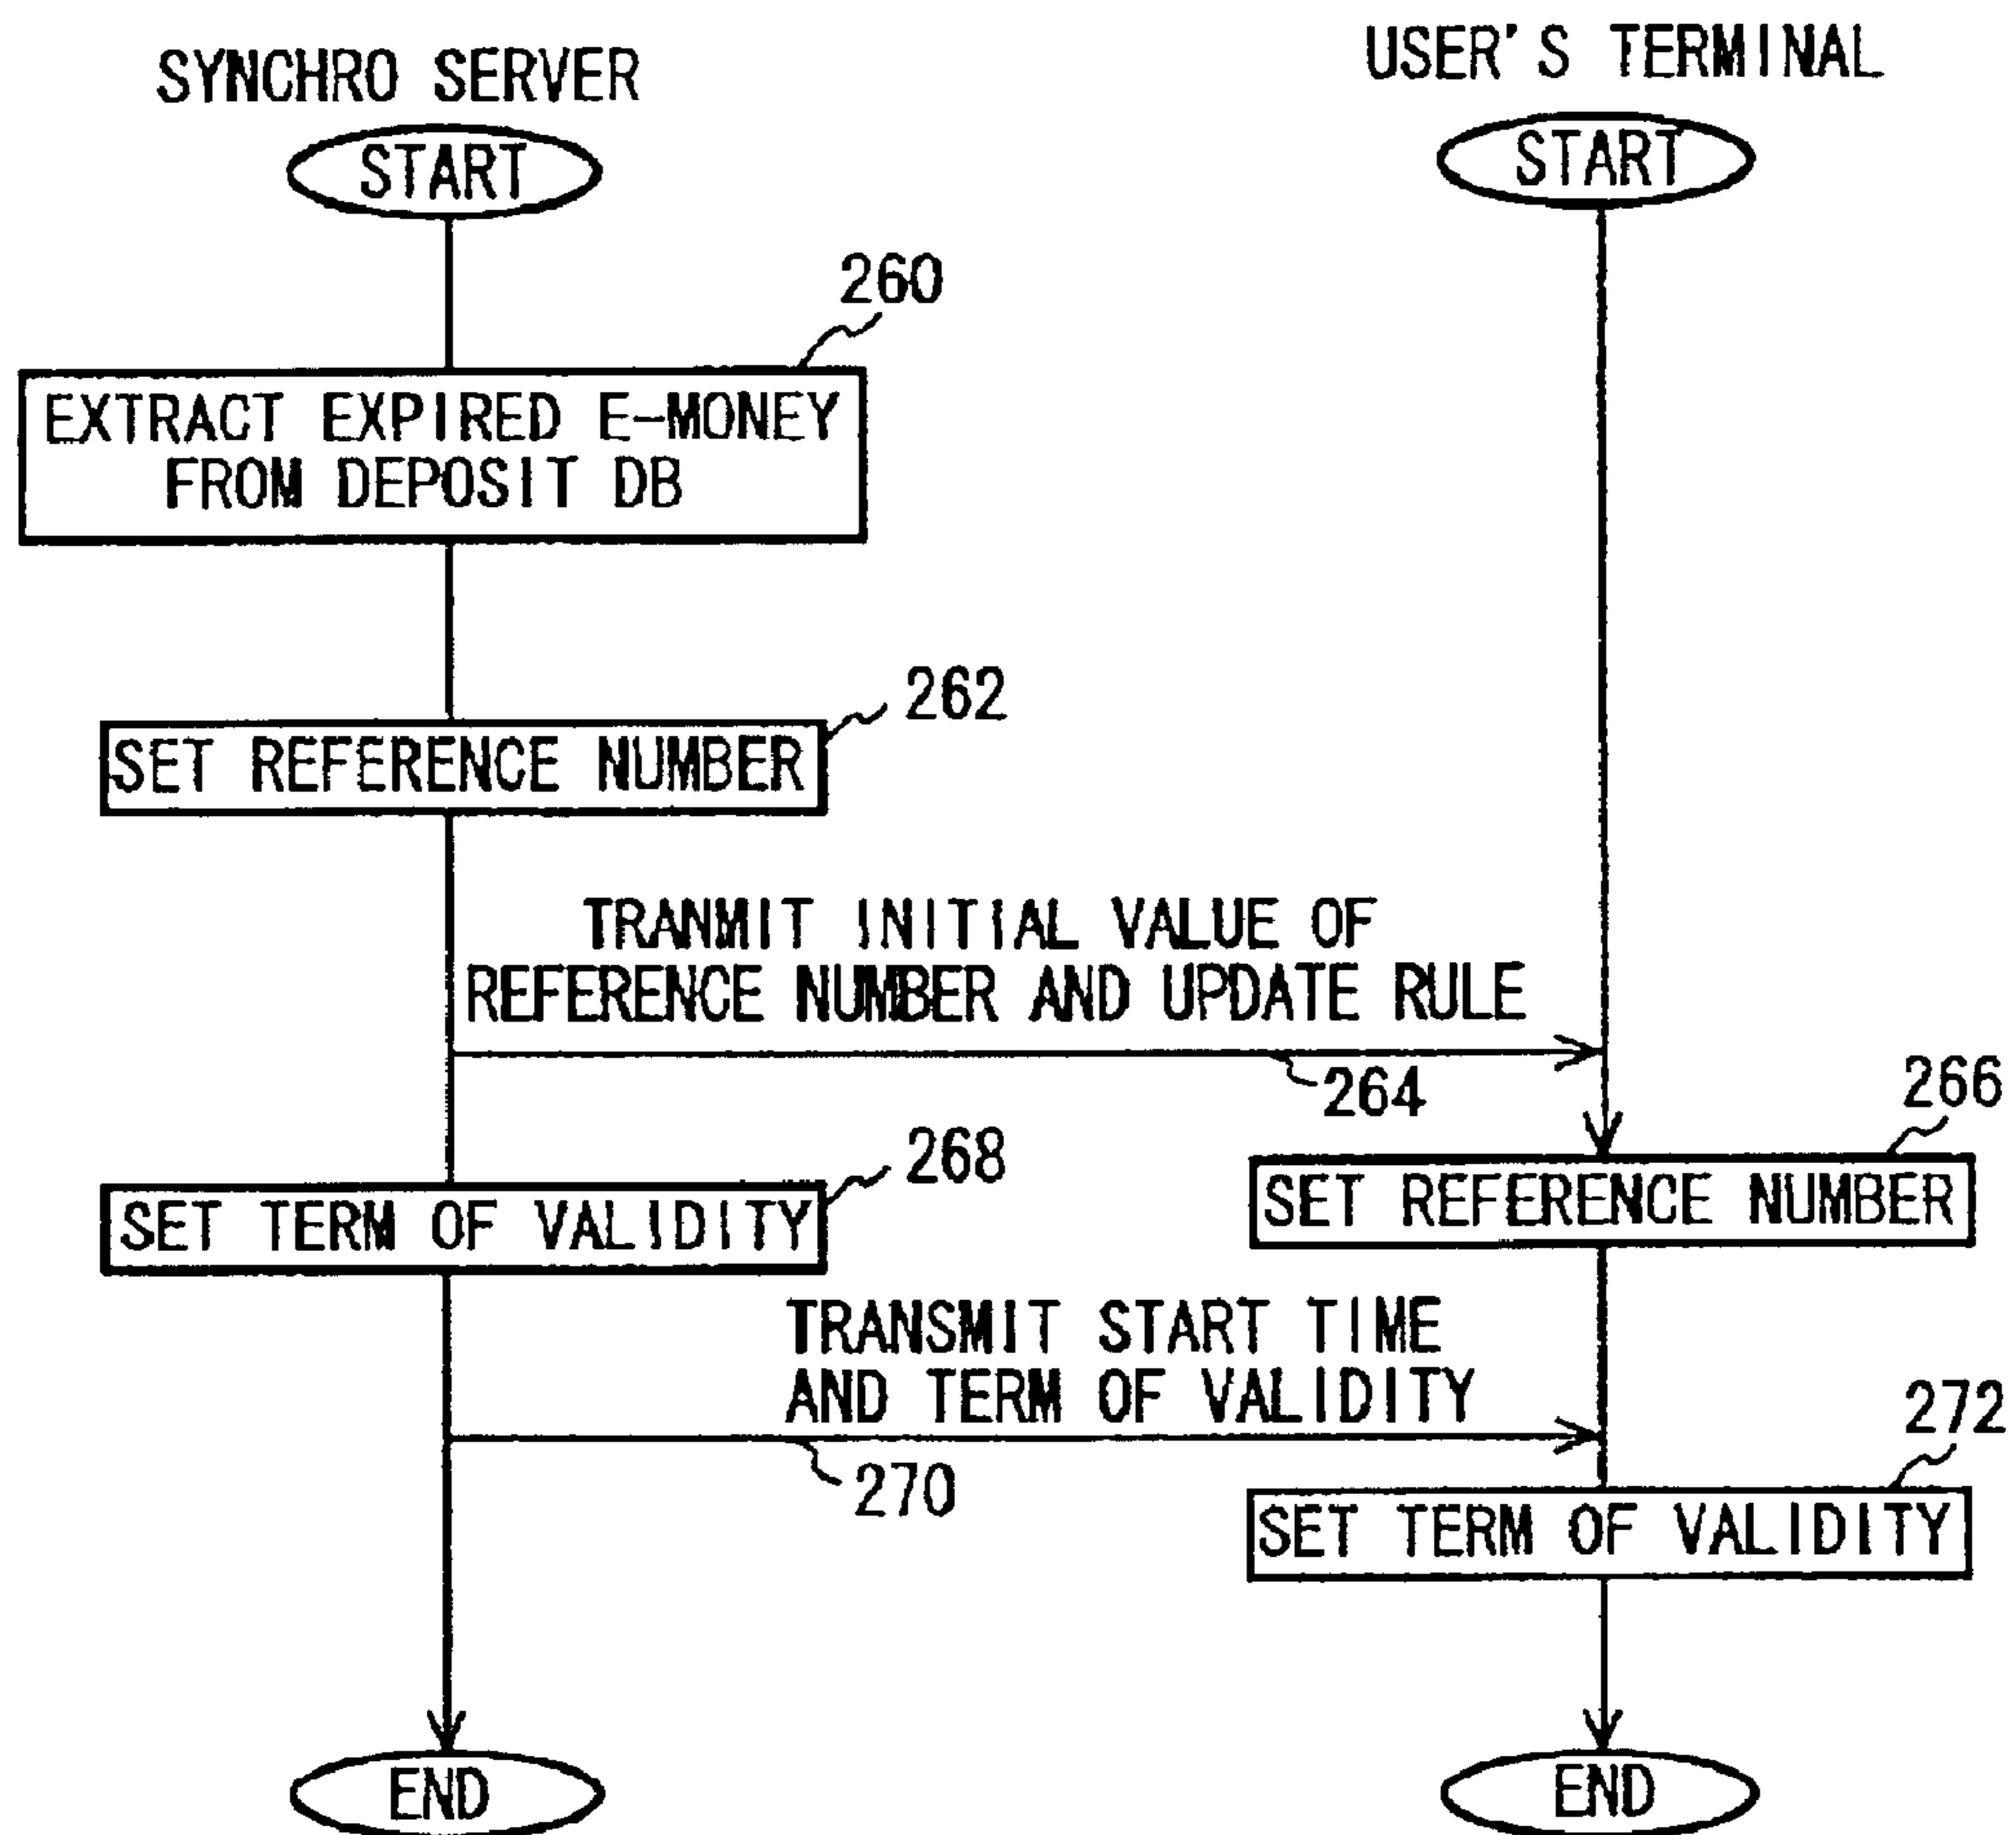 SYNCHRO SERVER
USER'S TERMINAL
START
START
260
EXTRACT EXPIRED E-MONEY
FROM DEPOSIT DB
262
SET REFERENCE NUMBER
TRANMIT INITIAL VALUE OF
REFERENCE NUMBER AND UPDATE RULE
264
266
268
SET TERM OF VALIDITY
SET REFERENCE NUMBER
TRANSMIT START TIME
AND TERM OF VALIDITY
270
272
SET TERM OF VALIDITY
END
END